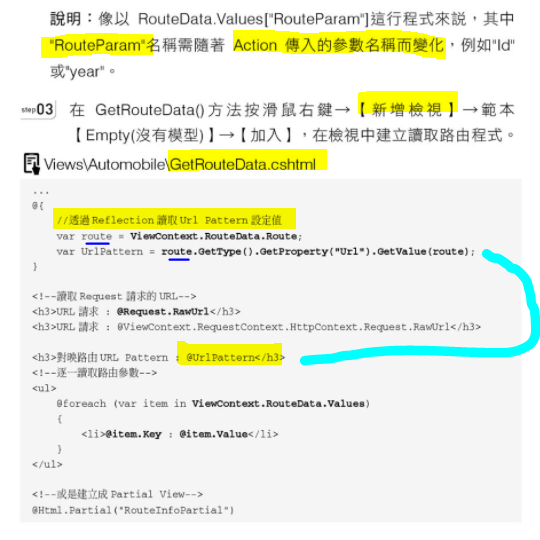 說明：像以 RouteData.Values["RouteParam"]這行程式來說，其中
"RouteParam"名稱需隨著 Action 傳入的參數名稱而變化，例如"Id"
或"year"。
step03 在 GetRouteData()方法按滑鼠右鍵→【新增檢視】→範本
【Empty(沒有模型)】→【加入】，在檢視中建立讀取路由程式。
Views\Automobile\GetRouteData.cshtml
...
@{
//透過 Reflection 讀取 Url Pattern 設定值
var route = ViewContext.RouteData.Route;
var UrlPattern = route.GetType().GetProperty("Url").GetValue(route);
}
<!--讀取 Request 請求的 URL-->
<h3>URL 請求 : @Request.RawUrl</h3>
<h3>URL 請求 : @ViewContext.RequestContext.HttpContext.Request.RawUrl</h3>
<h3>對映路由 URL Pattern : @UrlPattern</h3>
<!--逐一讀取路由參數-->
<ul>
@foreach (var item in ViewContext.RouteData.Values)
{
<li>@item.Key : @item.Value</li>
}
</ul>
<!--或是建立成 Partial View-->
@Html.Partial("RouteInfoPartial")